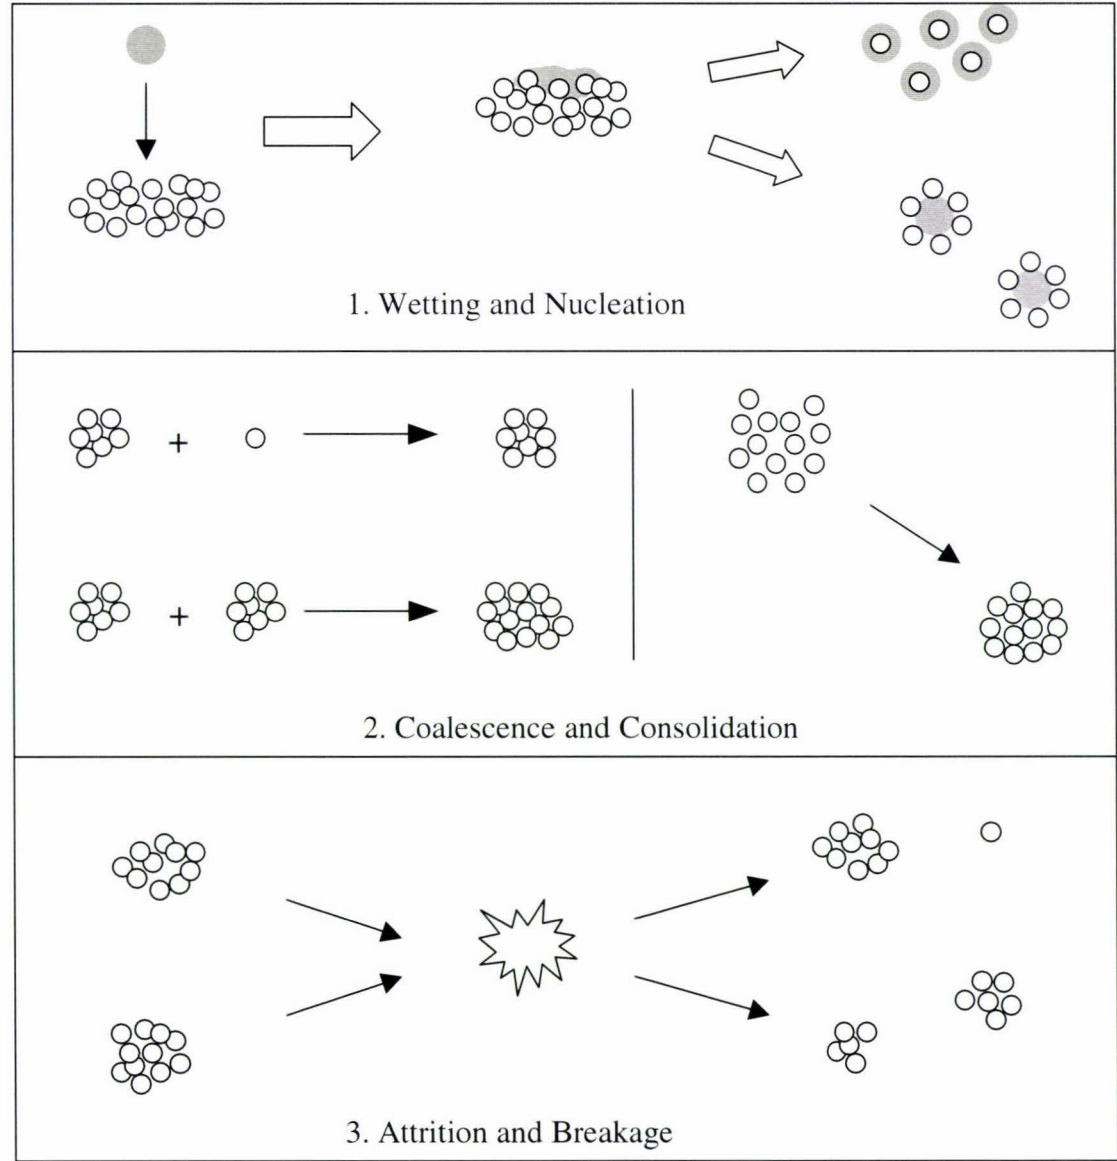 1. Wetting and Nucleation
+
+
2. Coalescence and Consolidation
3. Attrition and Breakage